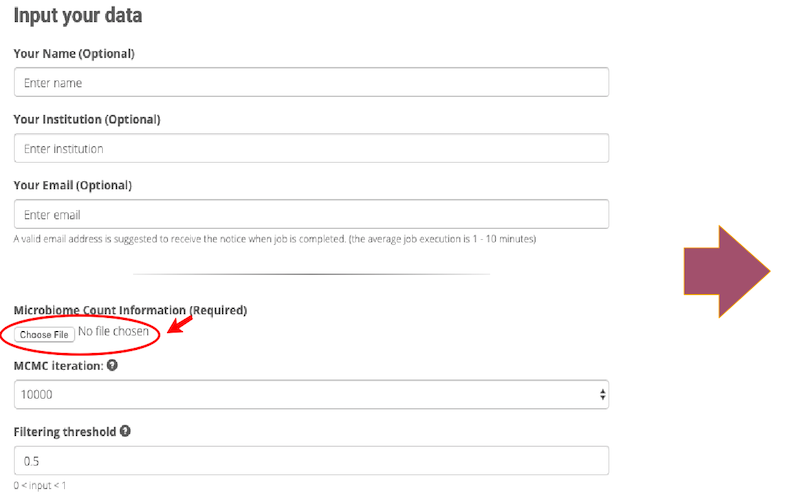 Input your data
Your Name (Optional)
Enter name
Your Institution (Optional)
Enter institution
Your Email (Optional)
Enter email
A valid email address is suggested to receive the notice when job is completed. (the average job execution is 1 - 10 minutes)
Microbiome Count Information (Required)
Choose File No file chosen
MCMC iteration: ?
10000
Filtering threshold ?
0.5
0 < input < 1